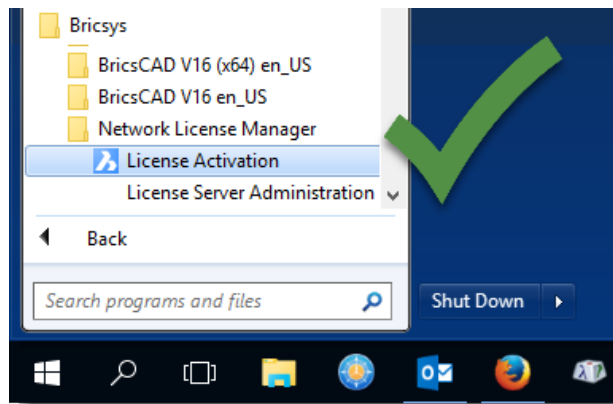 Bricsys
BricsCAD V16 (x64) en_US
BricsCAD V16 en_US
Network License Manager
License Activation
License Server Administration
Back
Search programs and files
Shut Down